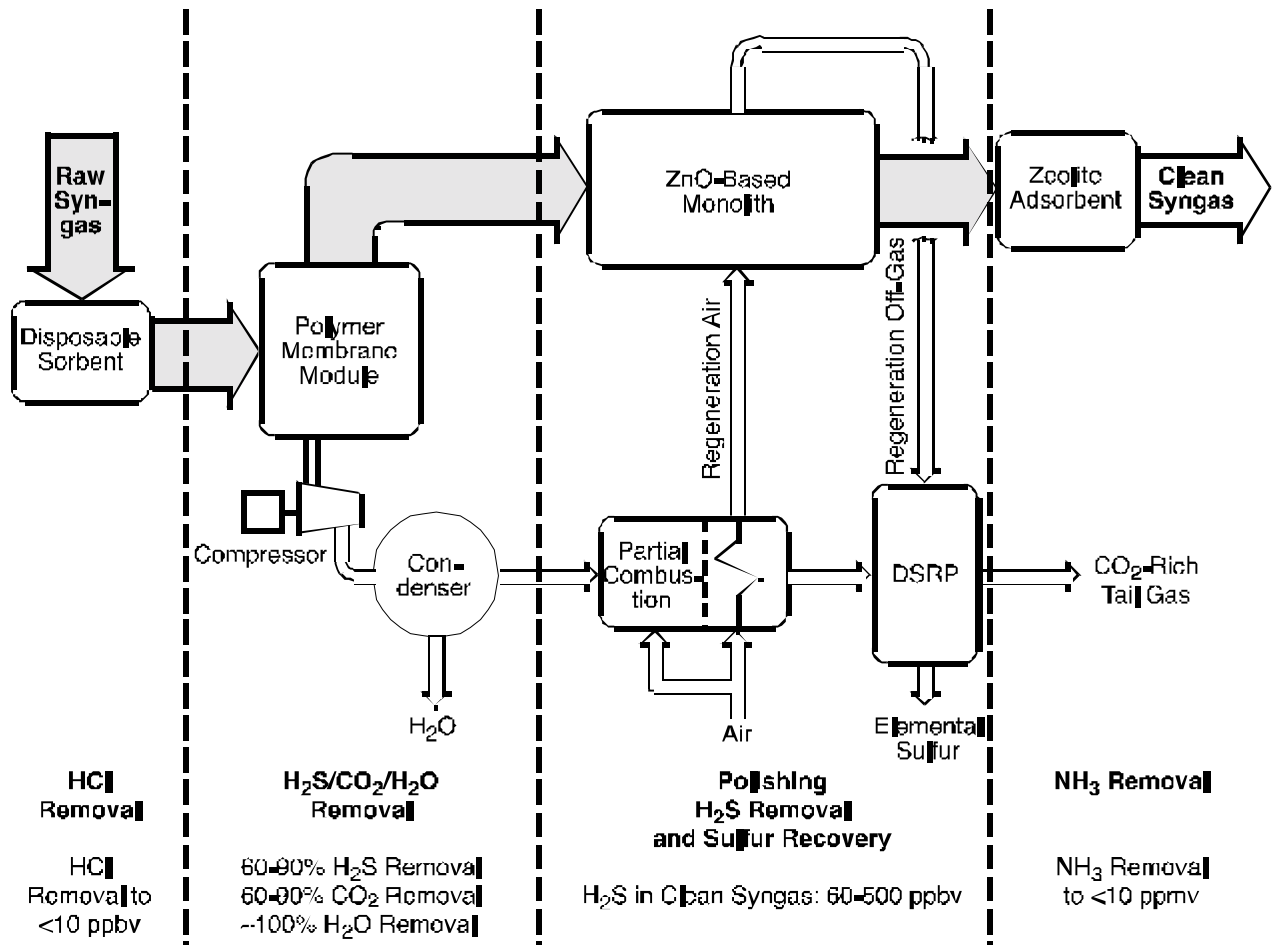 Raw
Syn-
gas
Disposable
Sorbent
Polymer
Membrane
Module
Compressor
Con-
denser
H2O
ZnO-Based
Monolith
Regeneration Air
Regeneration Off-Gas
Partial
Combus-
tion
Air
DSRP
Elemental
Sulfur
Zeolite
Adsorbent
Clean
Syngas
CO2-Rich
Tail Gas
HCl
Removal
HCl
Removal to
<10 ppbv
H2S/CO2/H2O
Removal
60-90% H2S Removal
60-90% CO2 Removal
~100% H2O Removal
Polishing
H2S Removal
and Sulfur Recovery
H2S in Clean Syngas: 60-500 ppbv
NH3 Removal
NH3 Removal
to <10 ppmv